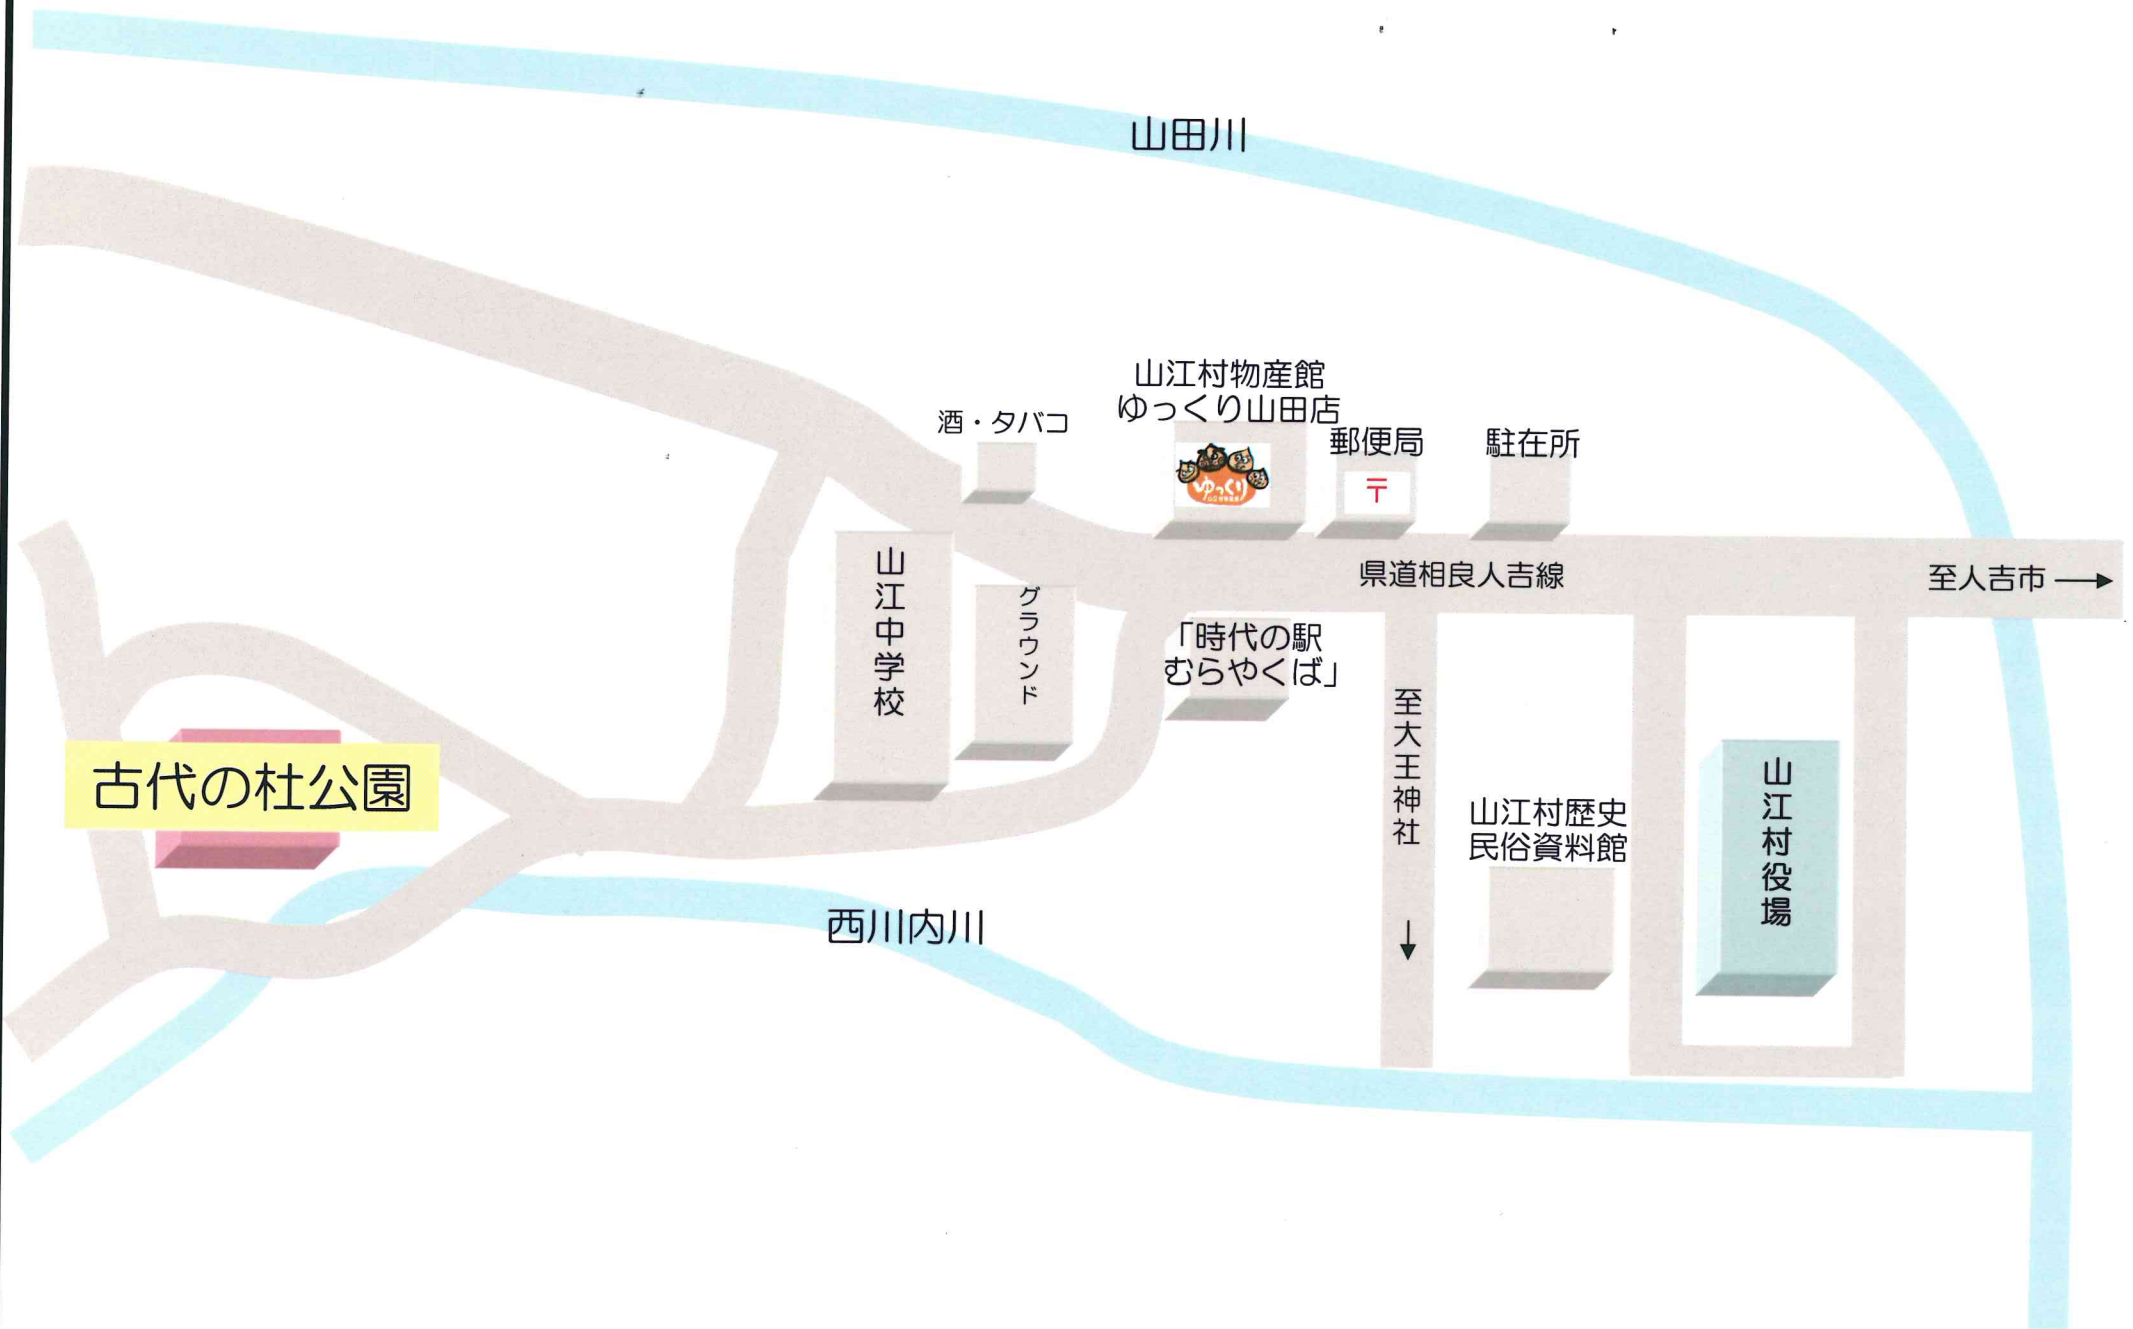 山田川
山江村物産館
ゆっくり山田店
酒・タバコ
郵便局
駐在所
ゆっくり
〒
県道相良人吉線
至人吉市
山江中学校
グラウンド
「時代の駅
むらやくば」
至大王神社
山江村歴史
民俗資料館
山江村役場
古代の杜公園
西川内川